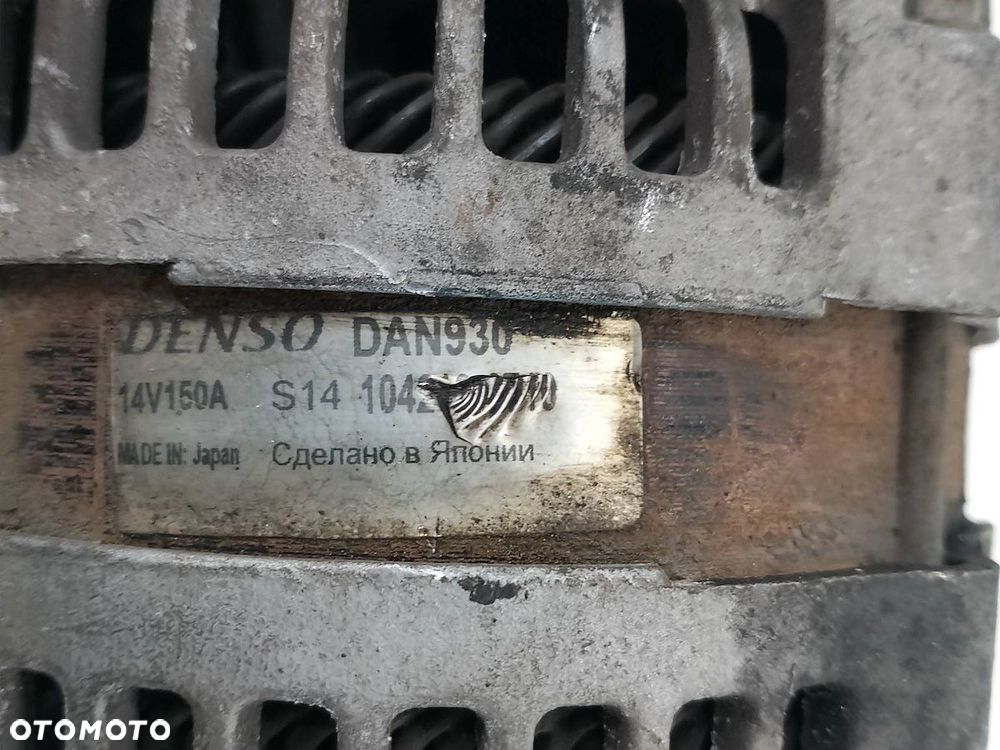 DENSO DAN930
14V150A S14
MADE IN: Japan Сделано в Японии
OTOMOTO